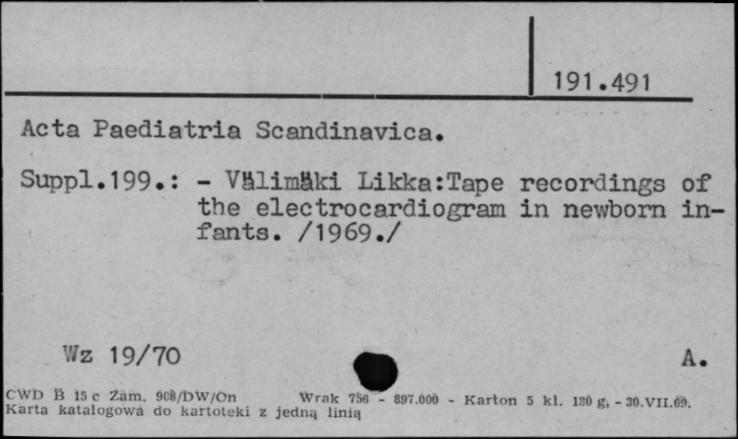 191.491
Acta Paediatria Scandinavica.
Suppl.199.: - Välimäki Likka:Tape recordings of
the electrocardiogram in newborn in-
fants. /1969./
Wz 19/70
A.
CWD B 15 c Zam. 908/DW/On Wrak 756 - 897.000 - Karton 5 kl. 180 g, - 30.VII.69.
Karta katalogowa do kartoteki z jedną linią